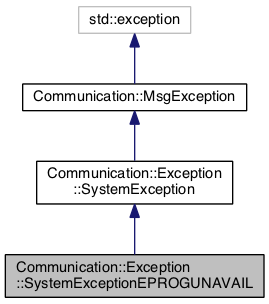 std::exception
Communication::MsgException
Communication::Exception
::SystemException
Communication::Exception
::SystemExceptionEPROGUNAVAIL